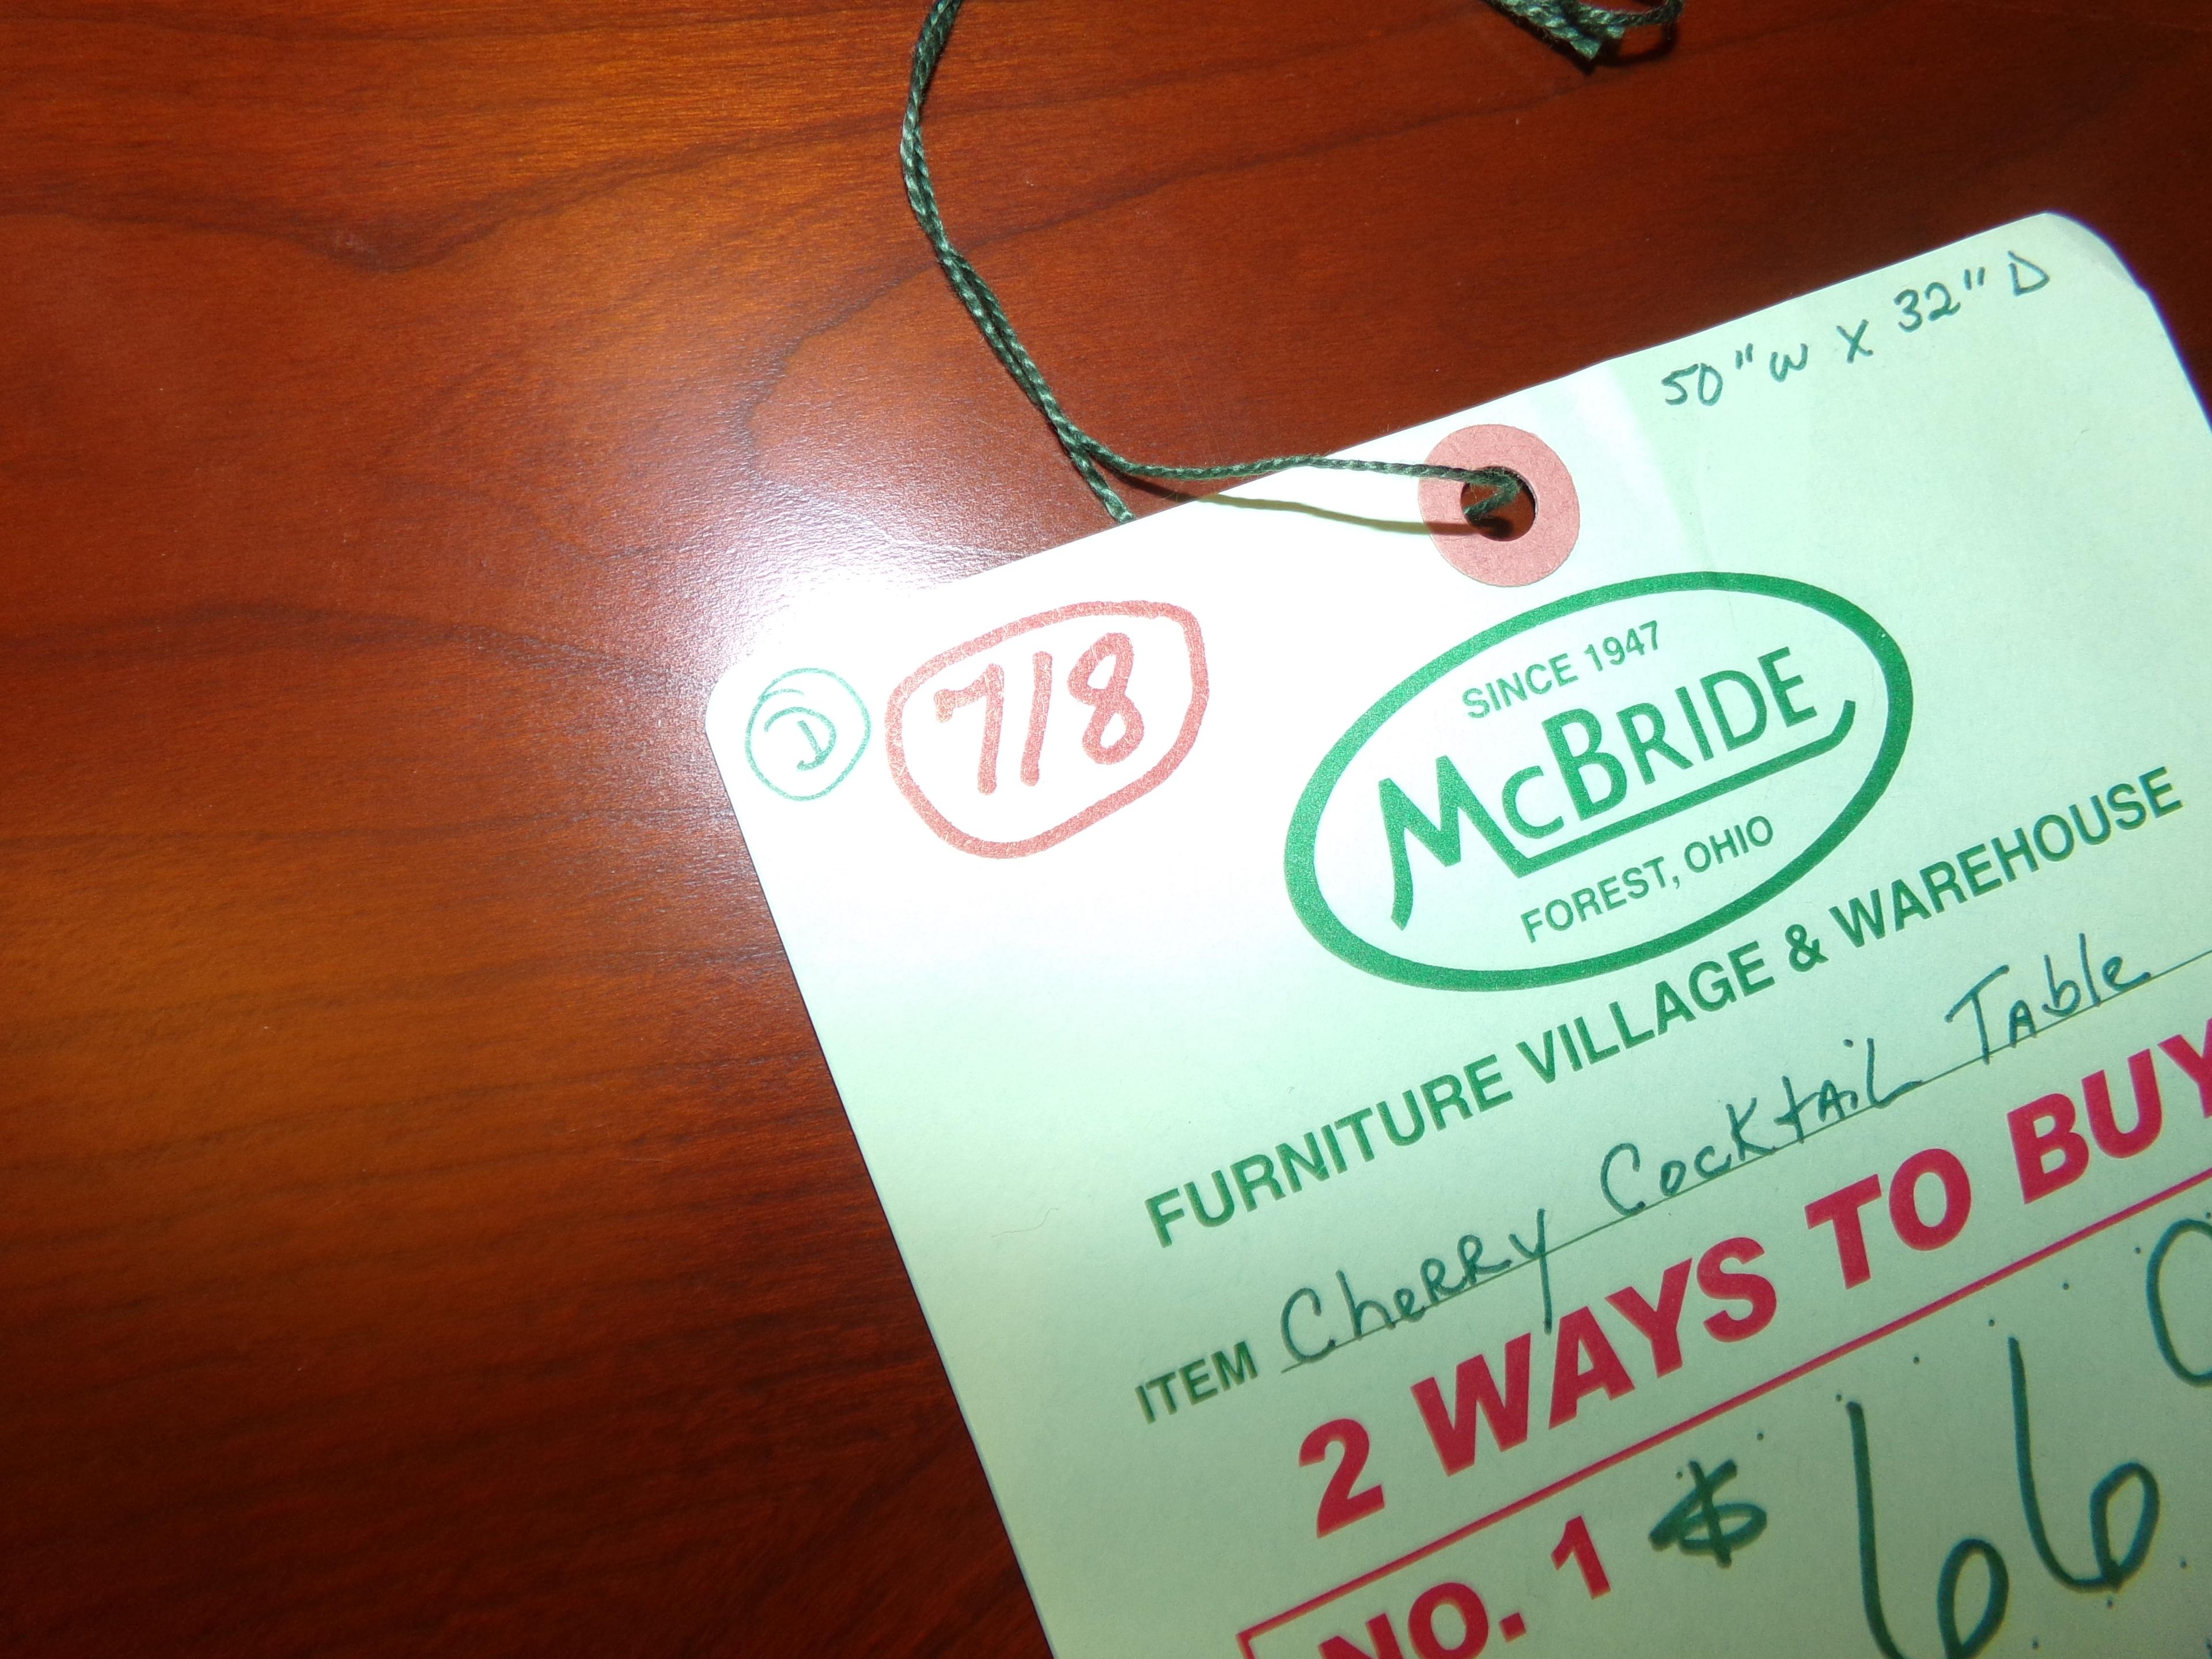 50" W X 32" D
D
718
SINCE 1947
McBRIDE
FOREST, OHIO
FURNITURE VILLAGE & WAREHOUSE
ITEM Cherry Cocktail Table
2 WAYS TO BUY
NO. 1 $ 66